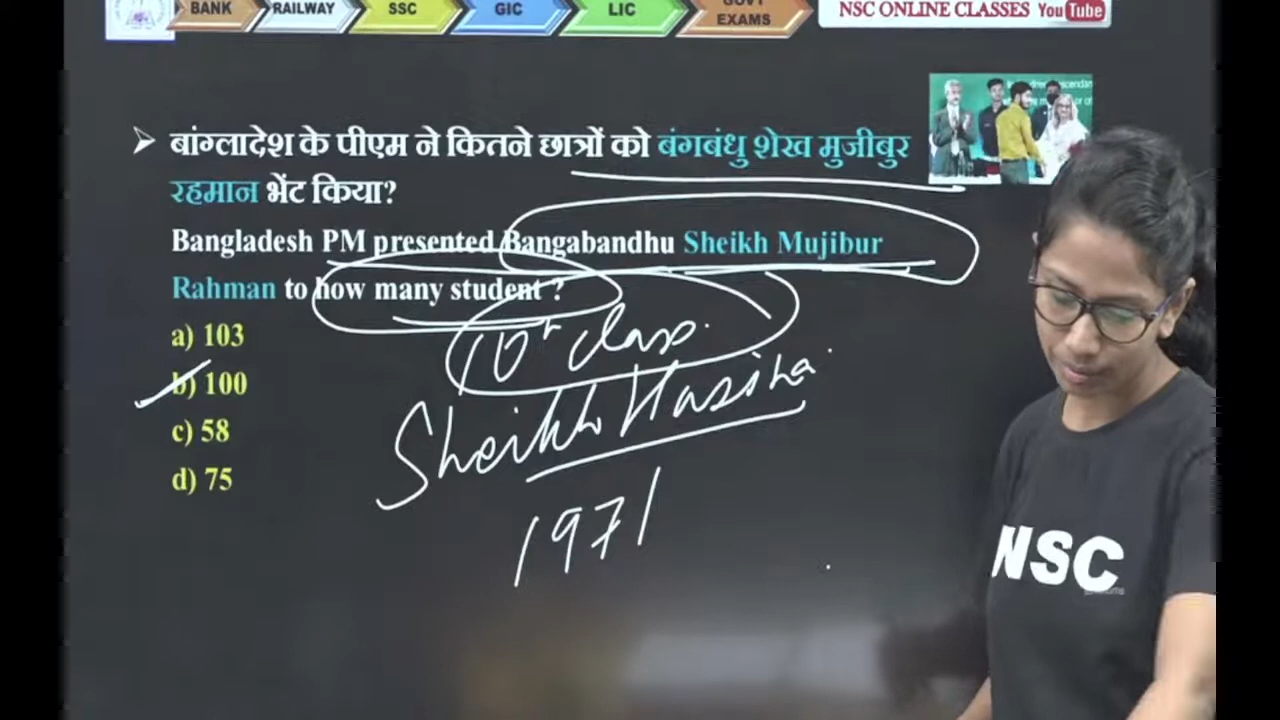 BANK RAILWAY SSC GIC LIC GOVT EXAMS NSC ONLINE CLASSES YouTube
बांग्लादेश के पीएम ने कितने छात्रों को बंगबंधु शेख मुजीबुर
रहमान भेंट किया?
Bangladesh PM presented Bangabandhu Sheikh Mujibur
Rahman to how many student ?
a) 103
b) 100
c) 58
d) 75
10th class.
Sheikh Hasina
1971
NSC